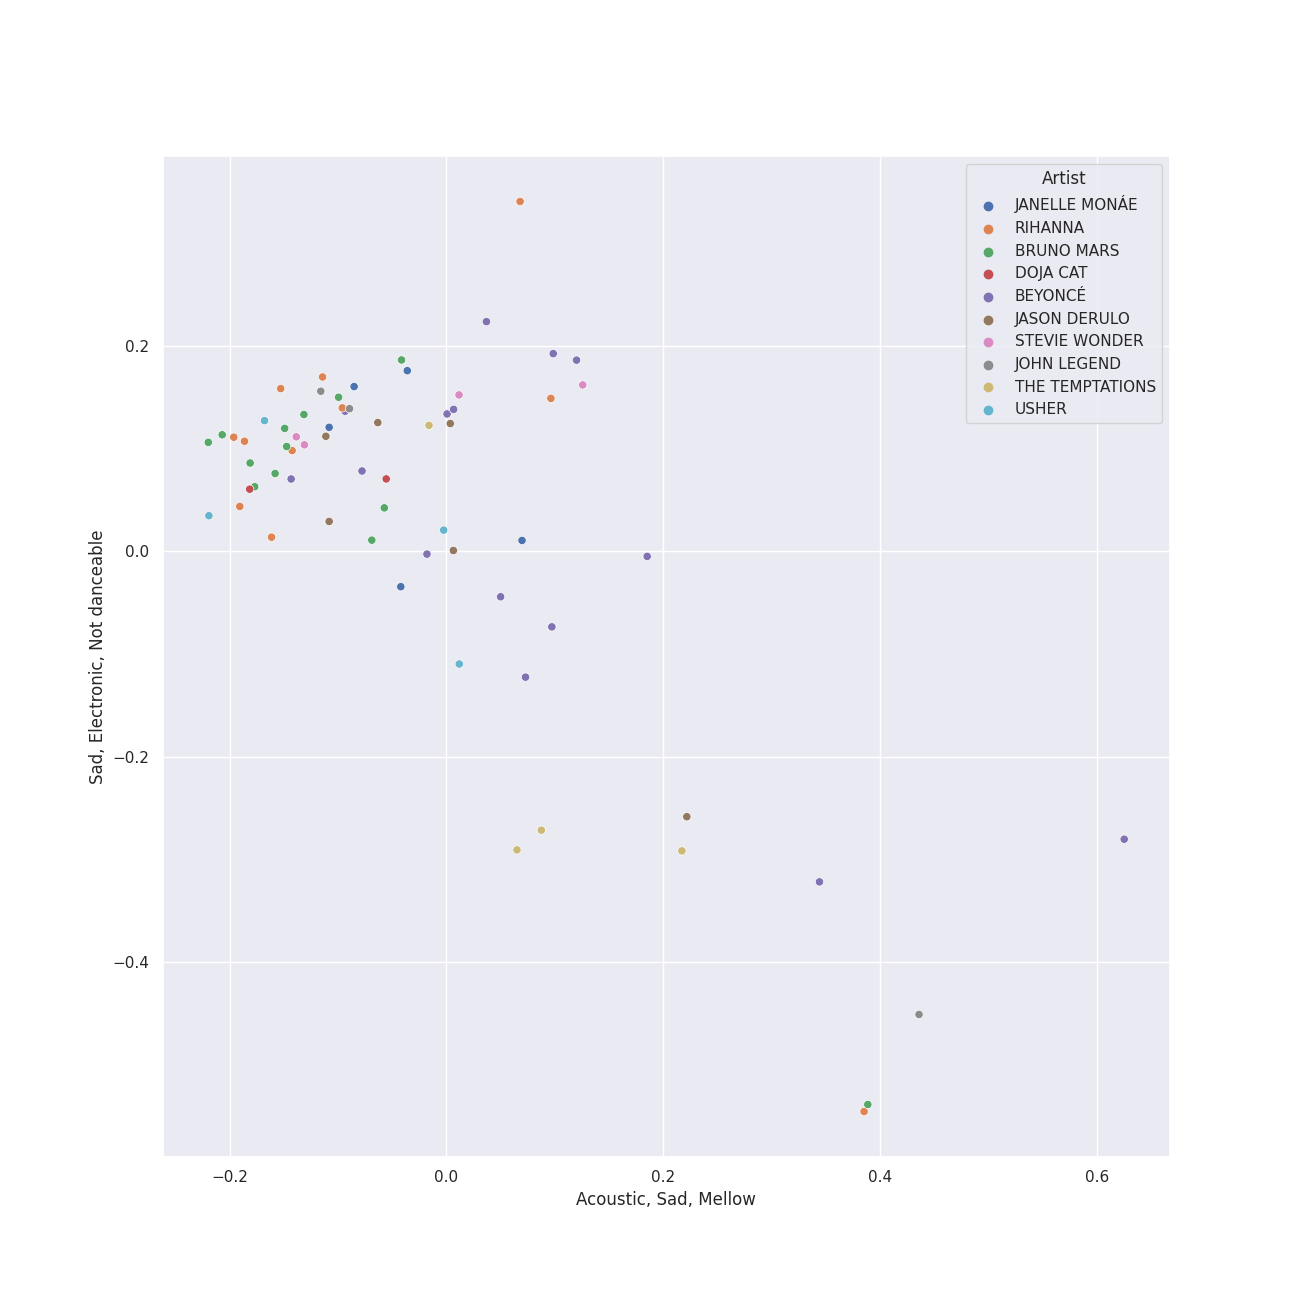 Artist
JANELLE MONÁE
RIHANNA
BRUNO MARS
DOJA CAT
BEYONCÉ
JASON DERULO
STEVIE WONDER
JOHN LEGEND
THE TEMPTATIONS
USHER
0.2
0.0
−0.2
−0.4
Sad, Electronic, Not danceable
−0.2
0.0
0.2
0.4
0.6
Acoustic, Sad, Mellow